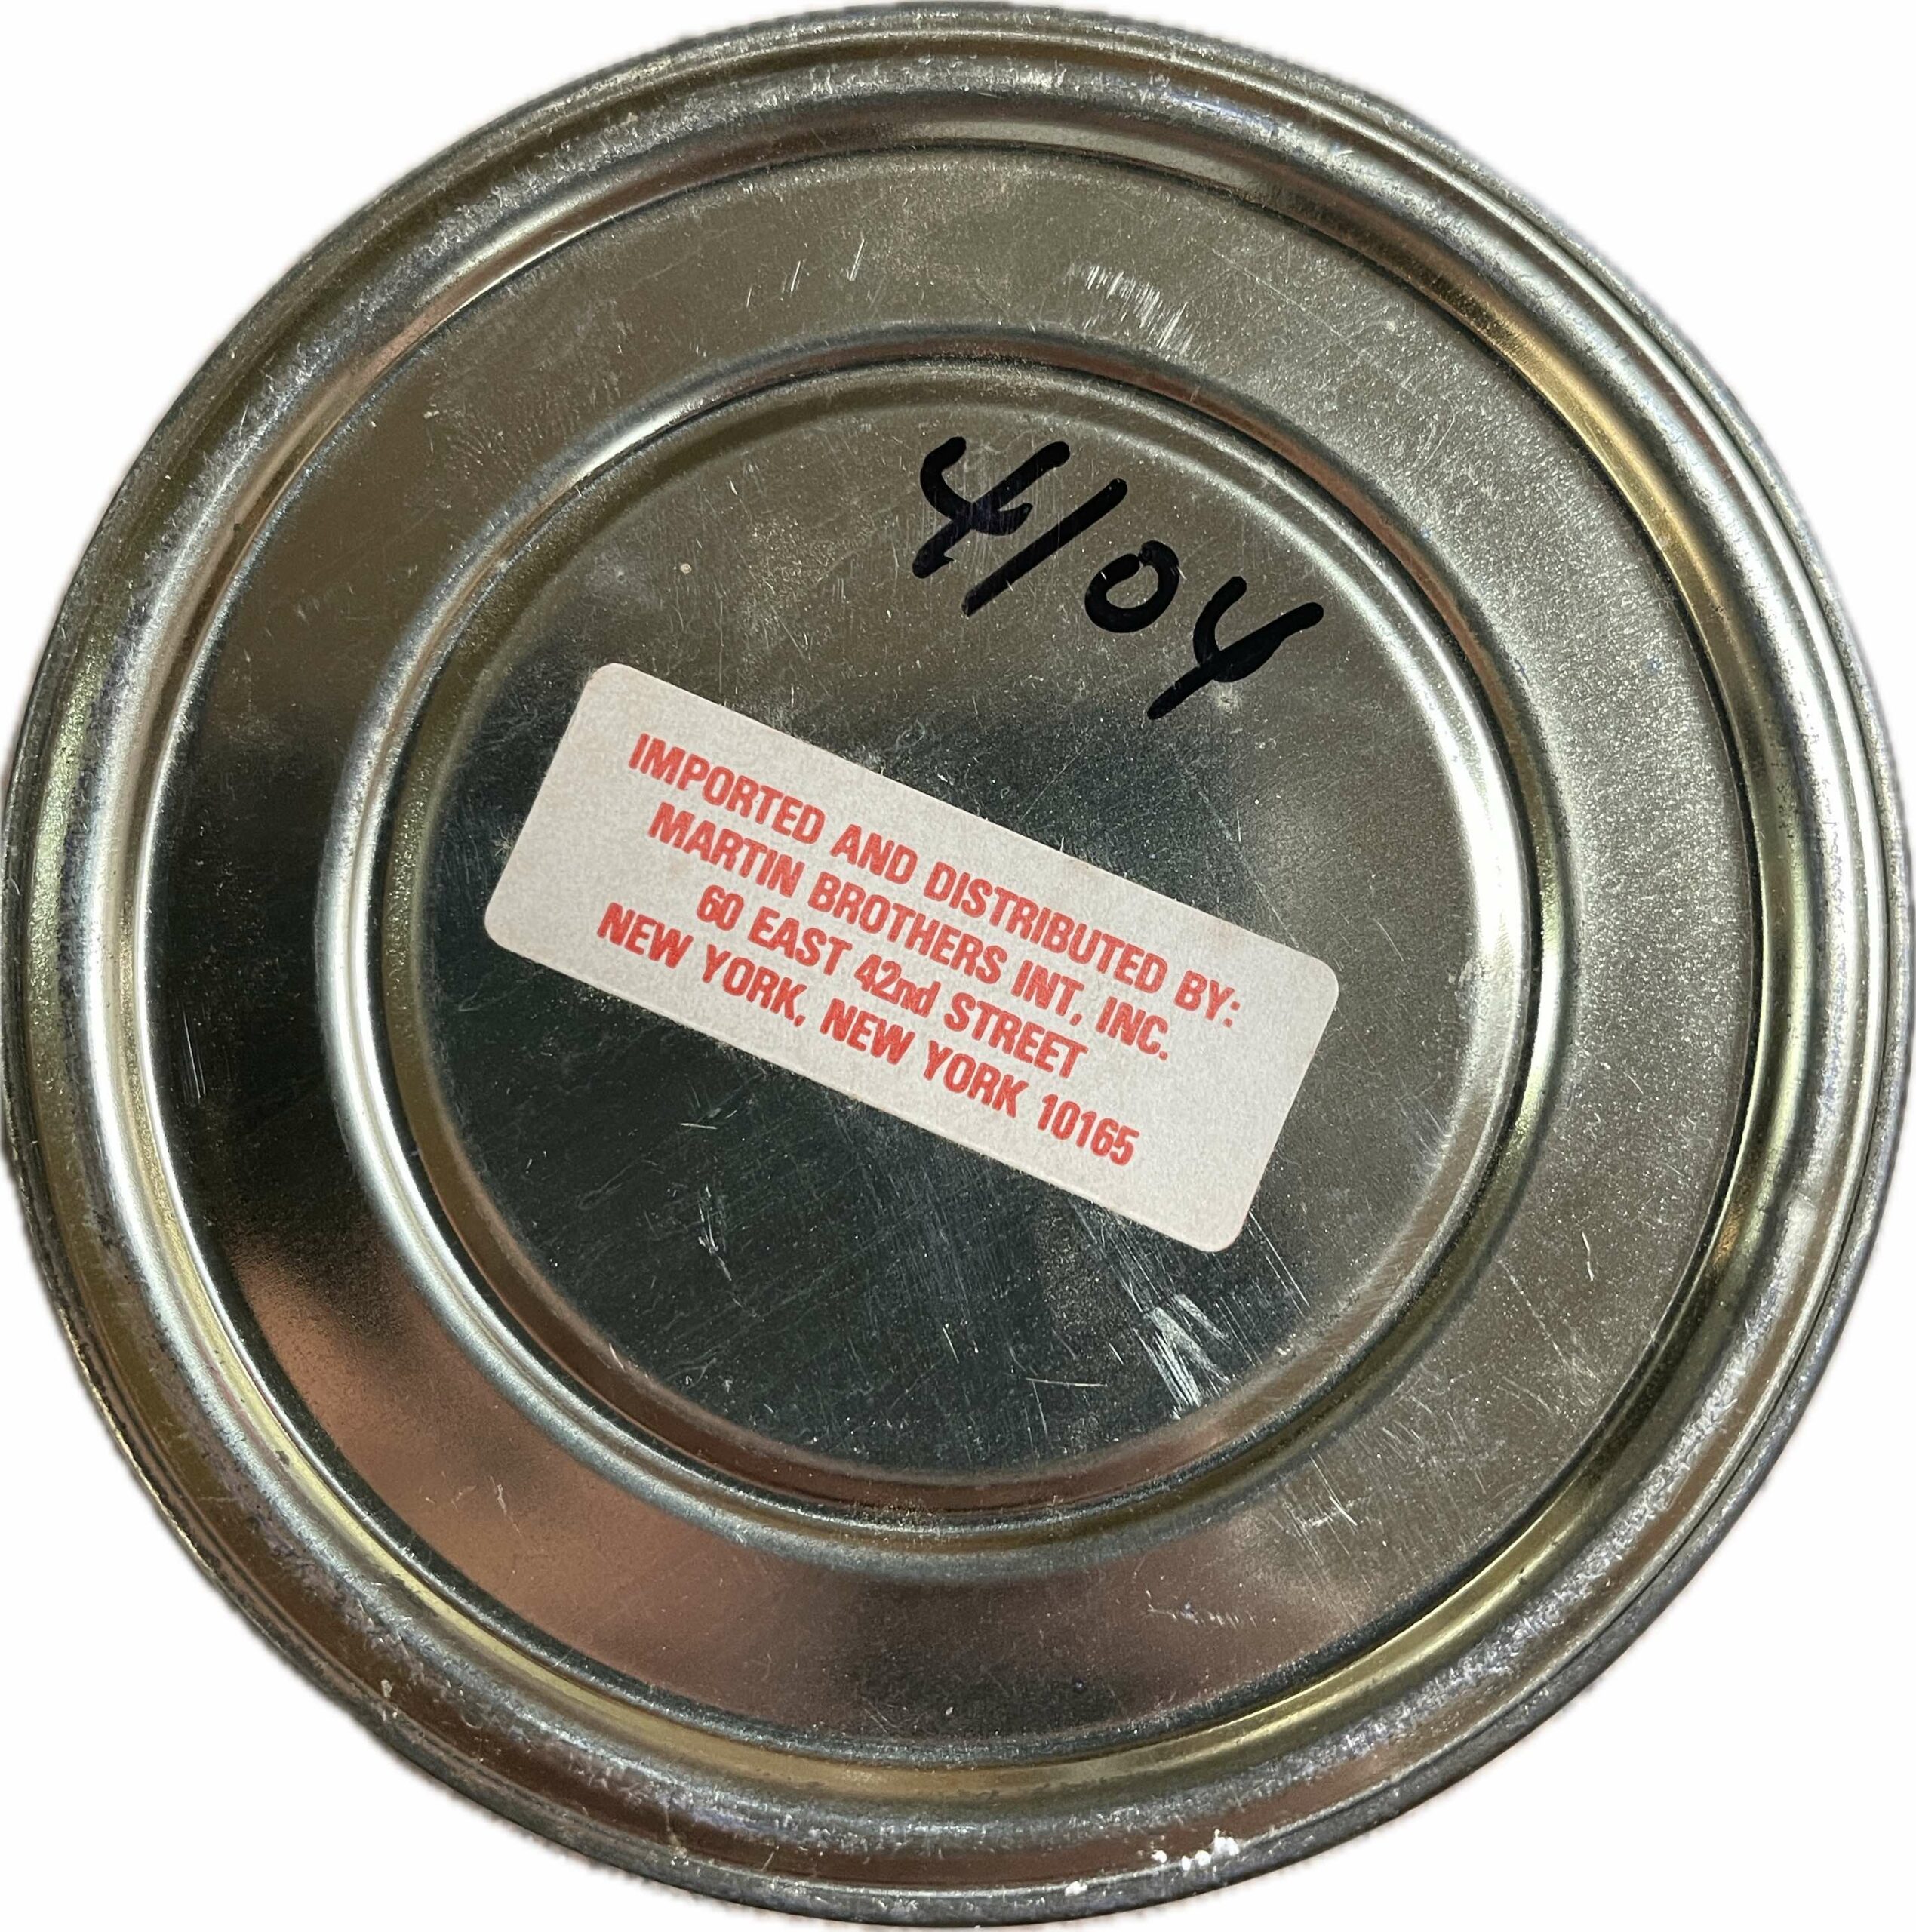 4/04
IMPORTED AND DISTRIBUTED BY:
MARTIN BROTHERS INT, INC.
60 EAST 42nd STREET
NEW YORK, NEW YORK 10165